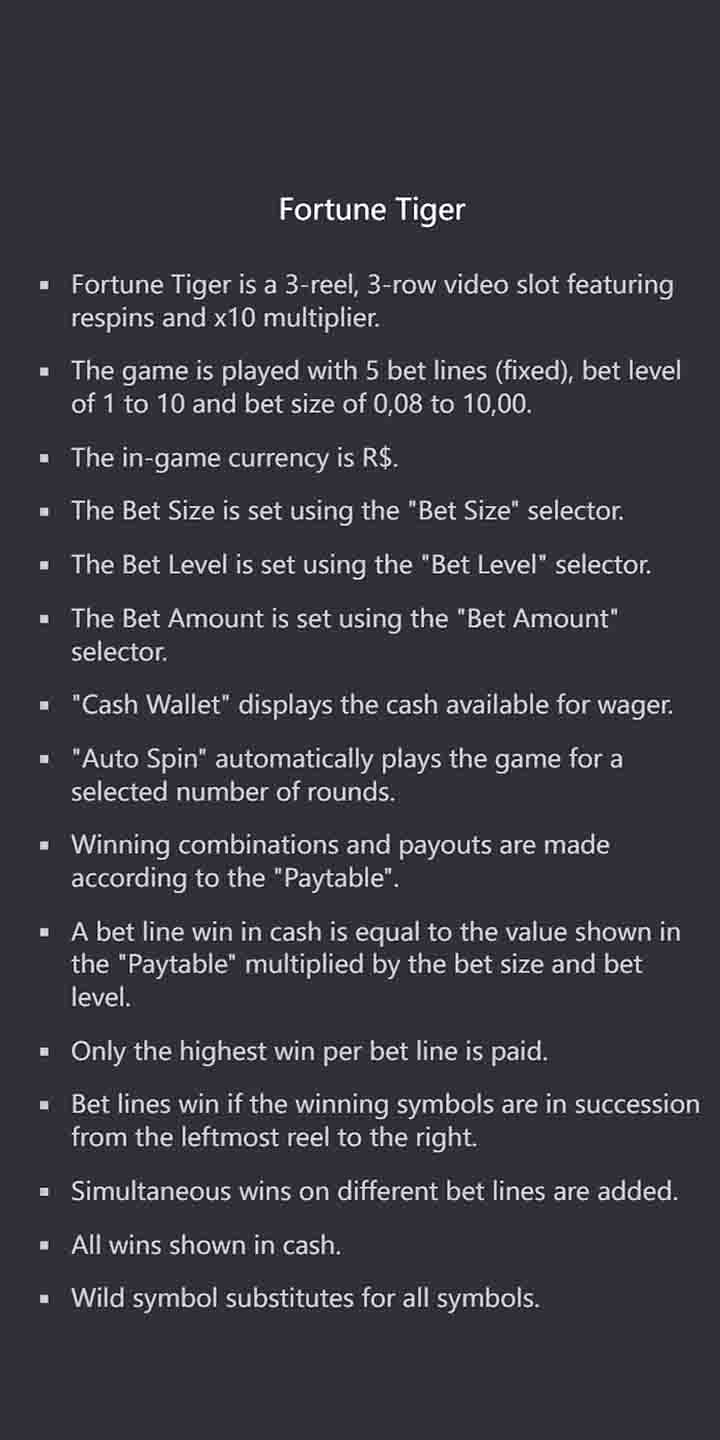 Fortune Tiger
▪ Fortune Tiger is a 3-reel, 3-row video slot featuring
respins and x10 multiplier.
▪ The game is played with 5 bet lines (fixed), bet level
of 1 to 10 and bet size of 0,08 to 10,00.
▪ The in-game currency is R$.
▪ The Bet Size is set using the "Bet Size" selector.
▪ The Bet Level is set using the "Bet Level" selector.
▪ The Bet Amount is set using the "Bet Amount"
selector.
▪ "Cash Wallet" displays the cash available for wager.
▪ "Auto Spin" automatically plays the game for a
selected number of rounds.
▪ Winning combinations and payouts are made
according to the "Paytable".
▪ A bet line win in cash is equal to the value shown in
the "Paytable" multiplied by the bet size and bet
level.
▪ Only the highest win per bet line is paid.
▪ Bet lines win if the winning symbols are in succession
from the leftmost reel to the right.
▪ Simultaneous wins on different bet lines are added.
▪ All wins shown in cash.
▪ Wild symbol substitutes for all symbols.